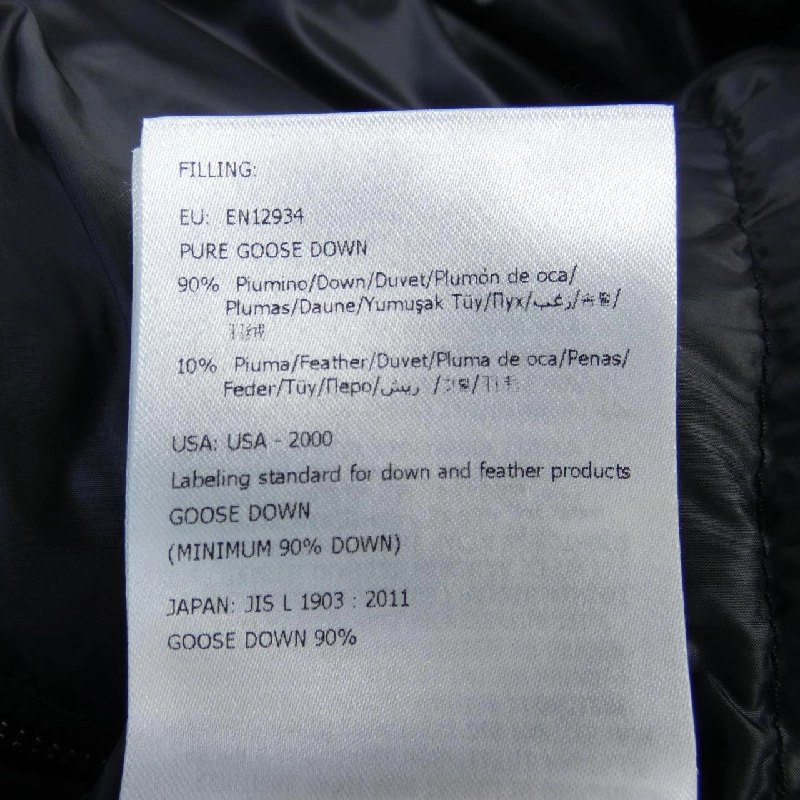 FILLING:
EU: EN12934
PURE GOOSE DOWN
90% Piumino/Down/Duvet/Plumón de oca/
Plumas/Daune/Yumuşak Tüy/Пух/زغب/
10% Piuma/Feather/Duvet/Pluma de oca/Penas/
Feder/Tüy/Перо/ريش /
USA: USA - 2000
Labeling standard for down and feather products
GOOSE DOWN
(MINIMUM 90% DOWN)
JAPAN: JIS L 1903 : 2011
GOOSE DOWN 90%